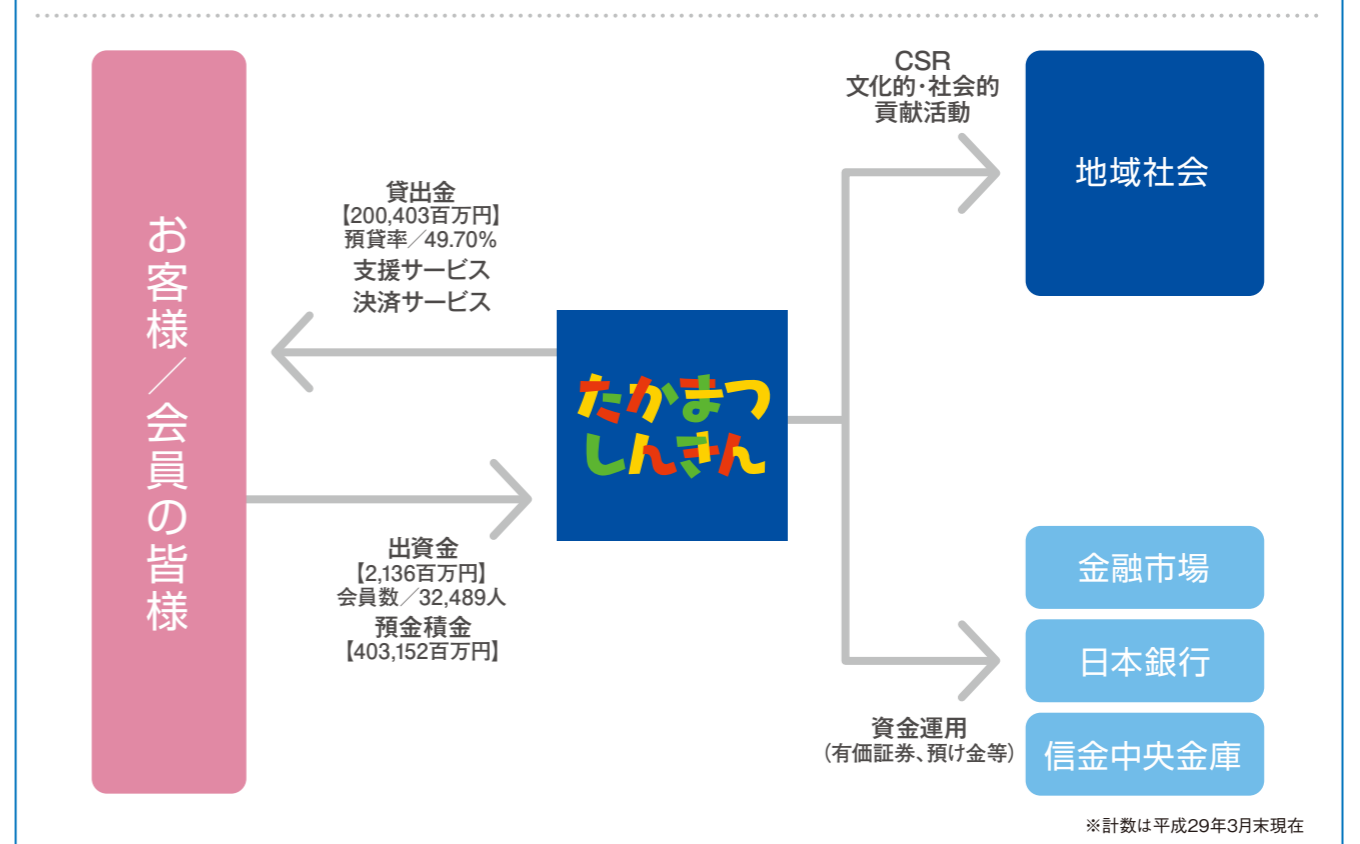 お客様／会員の皆様
貸出金
【200,403百万円】
預貸率／49.70%
支援サービス
決済サービス
出資金
【2,136百万円】
会員数／32,489人
預金積金
【403,152百万円】
たかまつ
しんきん
CSR
文化的・社会的
貢献活動
地域社会
資金運用
（有価証券、預け金等）
金融市場
日本銀行
信金中央金庫
※計数は平成29年3月末現在